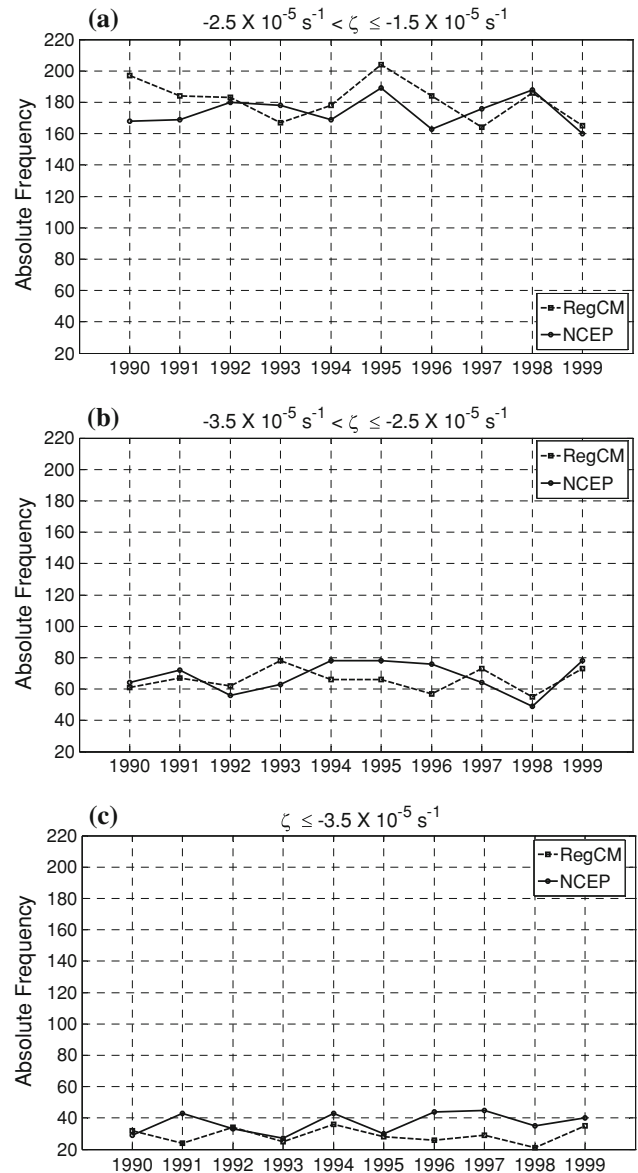 (a) -2.5 X 10⁻⁵ s⁻¹ < ζ ≤ -1.5 X 10⁻⁵ s⁻¹
220
200
180
160
140
120
100
80
60
40
20
Absolute Frequency
RegCM
NCEP
1990 1991 1992 1993 1994 1995 1996 1997 1998 1999
(b) -3.5 X 10⁻⁵ s⁻¹ < ζ ≤ -2.5 X 10⁻⁵ s⁻¹
220
200
180
160
140
120
100
80
60
40
20
Absolute Frequency
RegCM
NCEP
1990 1991 1992 1993 1994 1995 1996 1997 1998 1999
(c) ζ ≤ -3.5 X 10⁻⁵ s⁻¹
220
200
180
160
140
120
100
80
60
40
20
Absolute Frequency
RegCM
NCEP
1990 1991 1992 1993 1994 1995 1996 1997 1998 1999